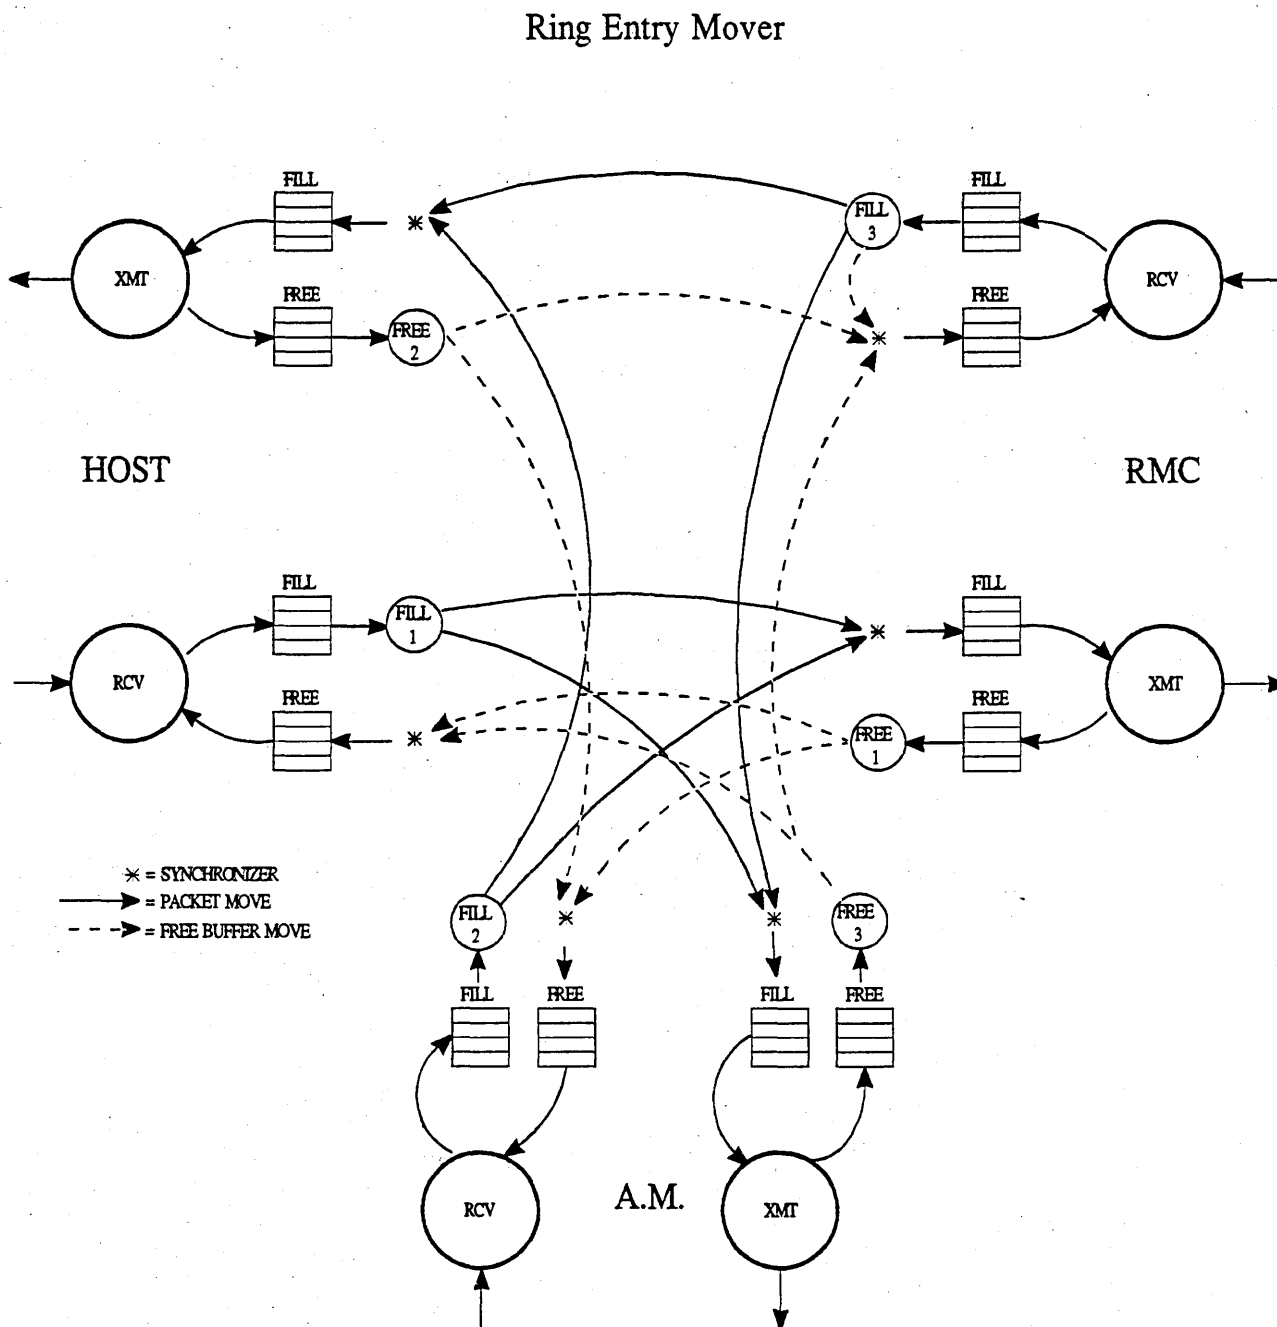 Ring Entry Mover
FILL
FILL
FILL
3
XMT
RCV
FREE
FREE
FREE
2
*
*
*
HOST
RMC
FILL
FILL
FILL
1
*
RCV
XMT
FREE
FREE
FREE
1
*
* = SYNCHRONIZER
= PACKET MOVE
= FREE BUFFER MOVE
FILL
2
*
*
FREE
3
FILL
FREE
FILL
FREE
RCV
A.M.
XMT